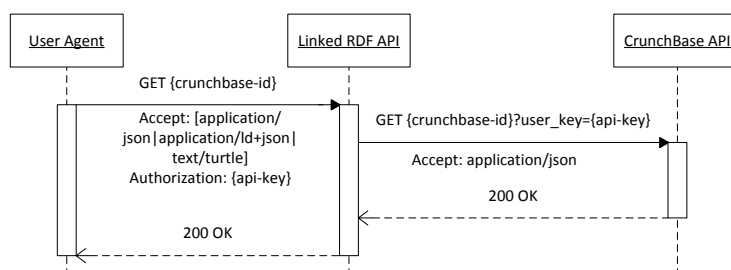 User Agent
Linked RDF API
CrunchBase API
GET {crunchbase-id}
Accept: [application/
json|application/ld+json|
text/turtle]
Authorization: {api-key}
GET {crunchbase-id}?user_key={api-key}
Accept: application/json
200 OK
200 OK